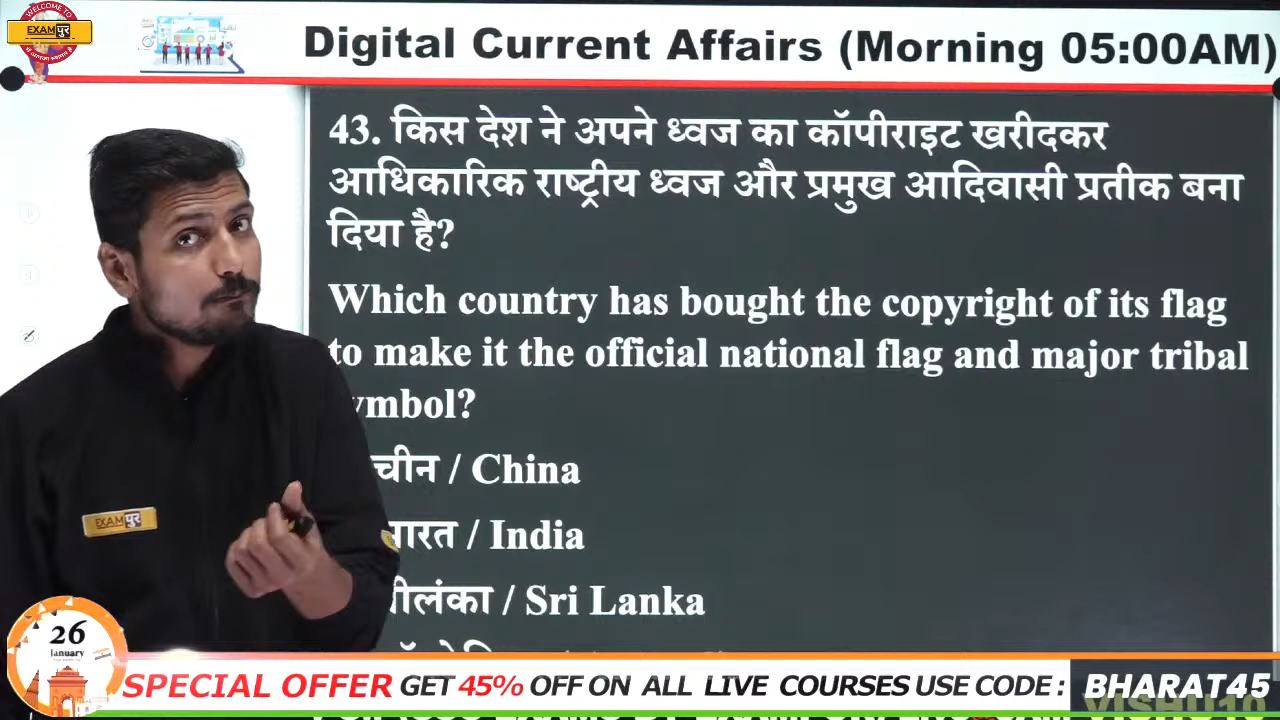 WELCOME TO
EXAMपुर
Digital Current Affairs (Morning 05:00AM)
43. किस देश ने अपने ध्वज का कॉपीराइट खरीदकर
आधिकारिक राष्ट्रीय ध्वज और प्रमुख आदिवासी प्रतीक बना
दिया है?
Which country has bought the copyright of its flag
to make it the official national flag and major tribal
ymbol?
चीन / China
ारत / India
ीलंका / Sri Lanka
EXAMपुर
26
January
SPECIAL OFFER GET 45% OFF ON ALL LIVE COURSES USE CODE : BHARAT45
VISHU10